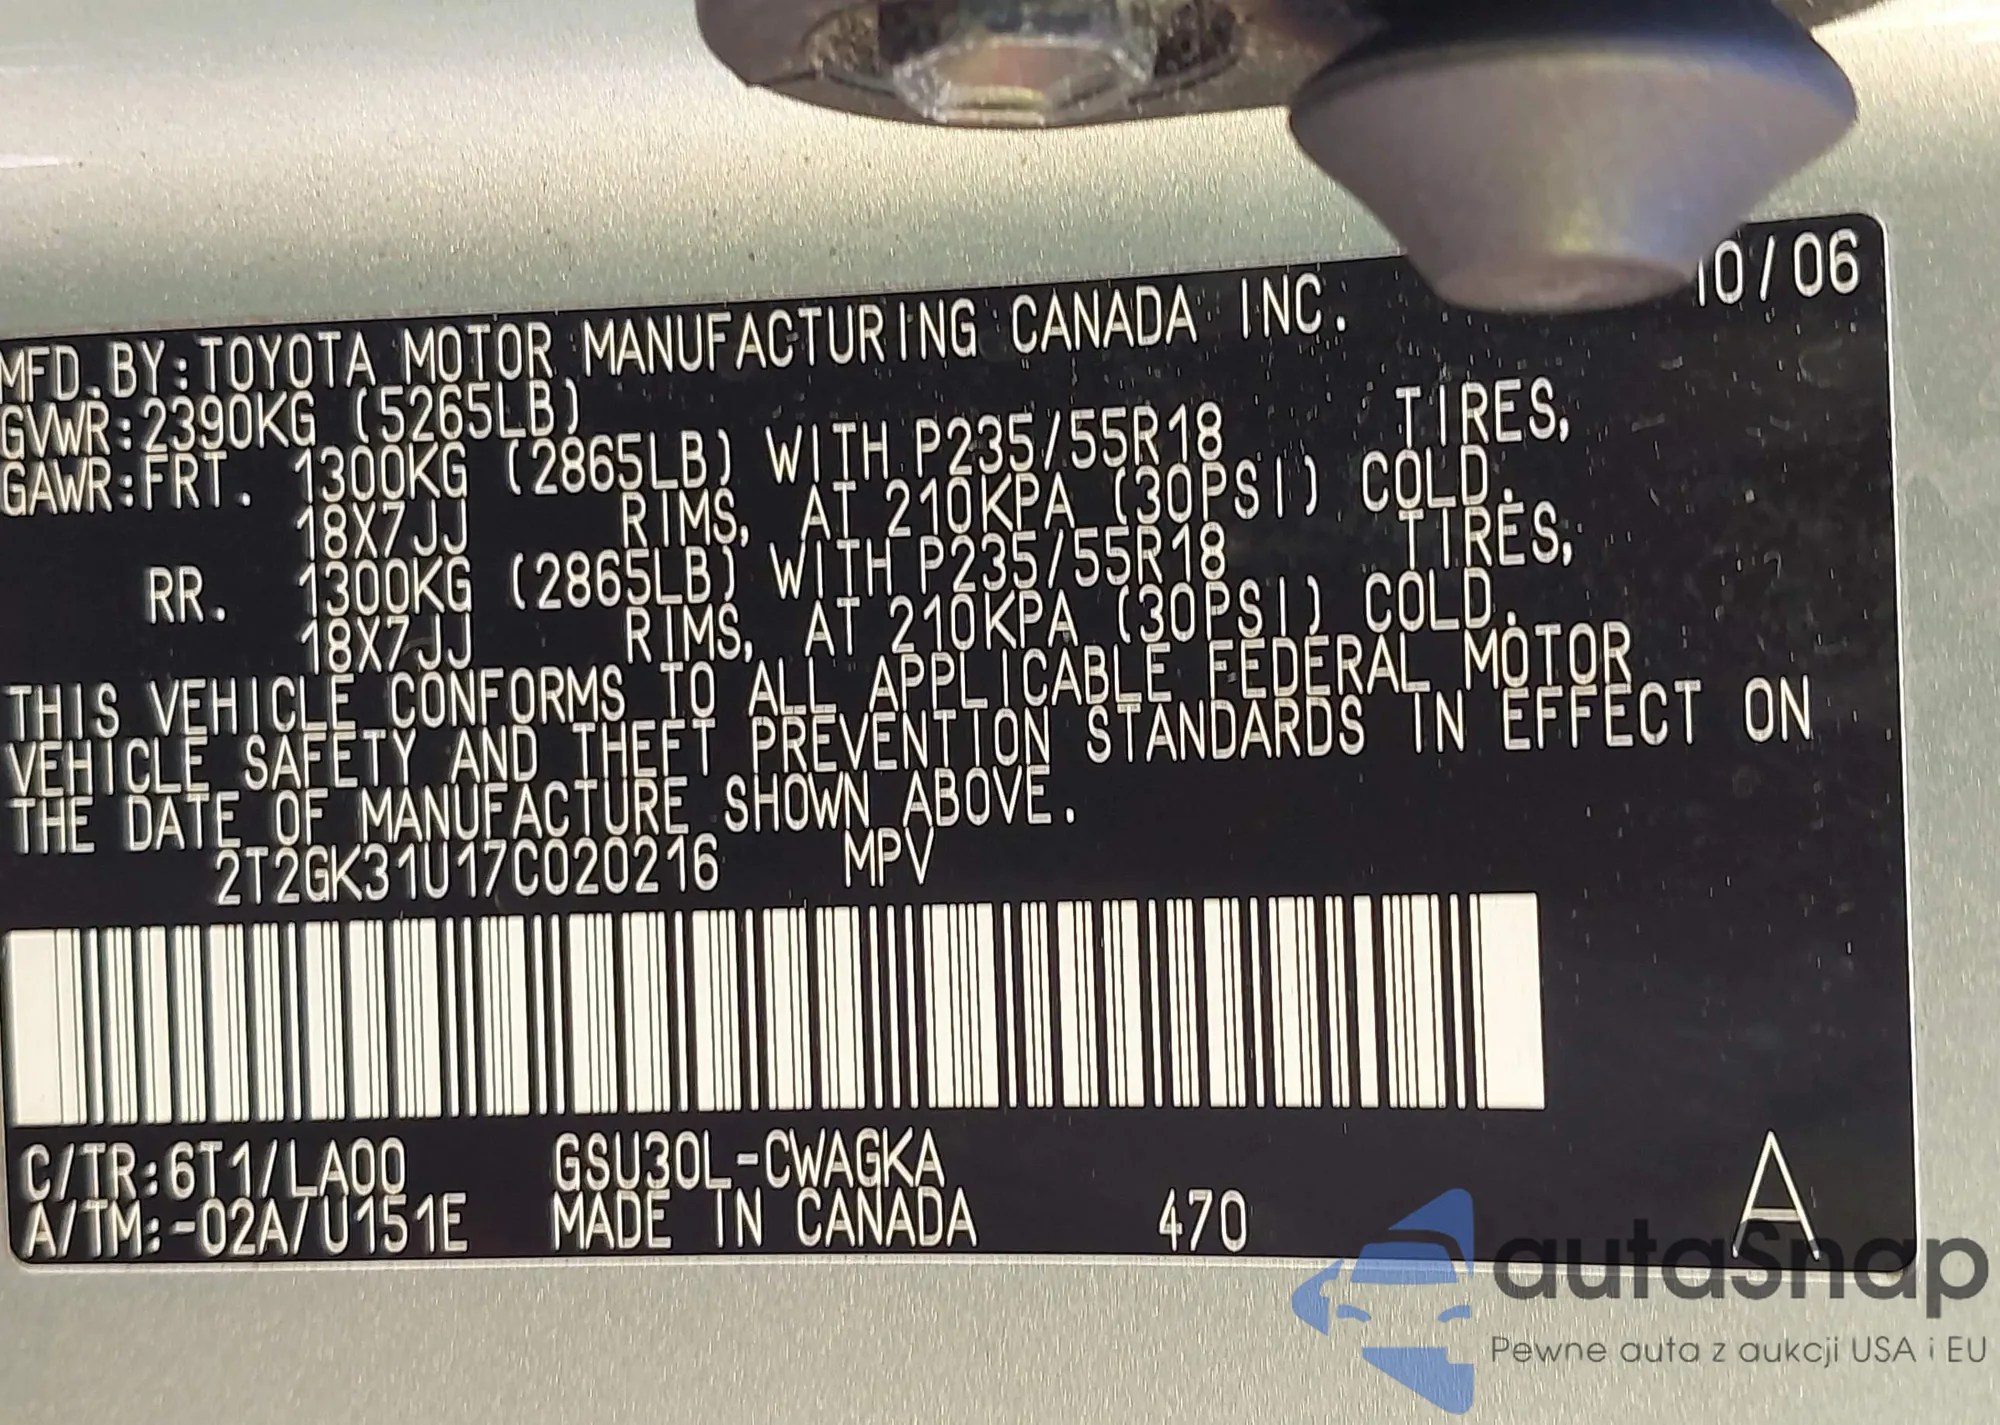 10/06
MFD.BY:TOYOTA MOTOR MANUFACTURING CANADA INC.
GVWR:2390KG (5265LB)
GAWR:FRT. 1300KG (2865LB) WITH P235/55R18 TIRES,
18X7JJ RIMS, AT 210KPA (30PSI) COLD.
RR. 1300KG (2865LB) WITH P235/55R18 TIRES,
18X7JJ RIMS, AT 210KPA (30PSI) COLD.
THIS VEHICLE CONFORMS TO ALL APPLICABLE FEDERAL MOTOR
VEHICLE SAFETY AND THEFT PREVENTION STANDARDS IN EFFECT ON
THE DATE OF MANUFACTURE SHOWN ABOVE.
2T2GK31U17C020216 MPV
C/TR:6T1/LA00 GSU30L-CWAGKA
A/TM:-02A/U151E MADE IN CANADA 470 A
autaSnap
Pewne auta z aukcji USA i EU